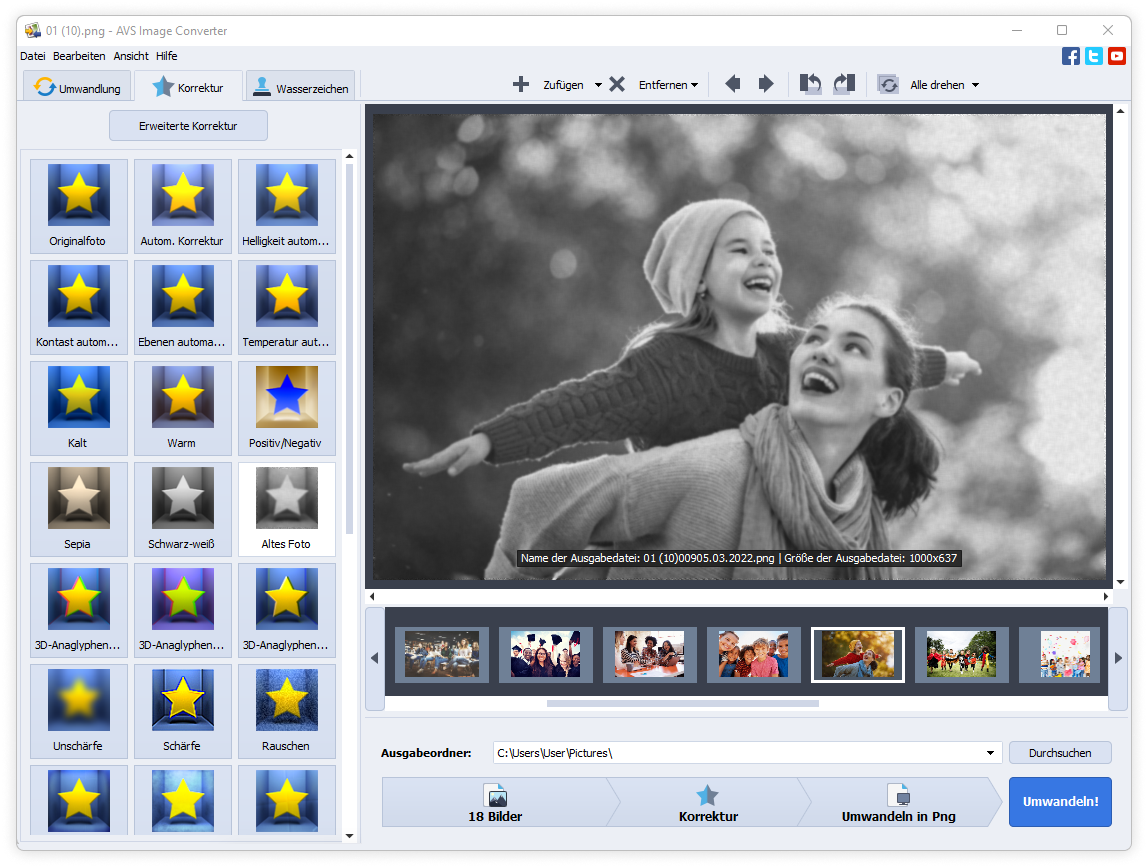 01 (10).png - AVS Image Converter
Datei Bearbeiten Ansicht Hilfe
Umwandlung Korrektur Wasserzeichen
Zufügen Entfernen Alle drehen
Erweiterte Korrektur
Originalfoto Autom. Korrektur Helligkeit autom...
Kontast autom... Ebenen automa... Temperatur aut...
Kalt Warm Positiv/Negativ
Sepia Schwarz-weiß Altes Foto
3D-Anaglyphen... 3D-Anaglyphen... 3D-Anaglyphen...
Unschärfe Schärfe Rauschen
Name der Ausgabedatei: 01 (10)00905.03.2022.png | Größe der Ausgabedatei: 1000x637
Ausgabeordner: C:\Users\User\Pictures\ Durchsuchen
18 Bilder Korrektur Umwandeln in Png Umwandeln!